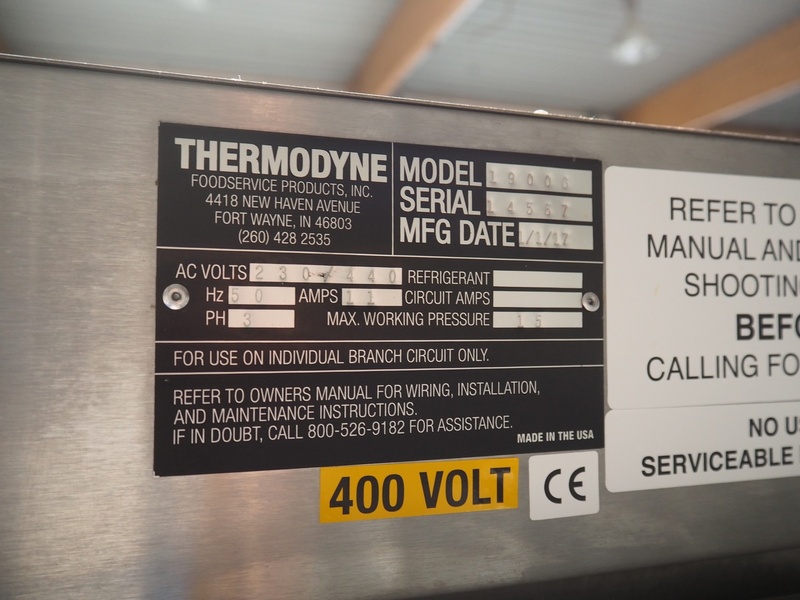 THERMODYNE
FOODSERVICE PRODUCTS, INC.
4418 NEW HAVEN AVENUE
FORT WAYNE, IN 46803
(260) 428 2535
MODEL 1900G
SERIAL 14567
MFG DATE 1/1/17
AC VOLTS 230/440 REFRIGERANT
Hz 50 AMPS 11 CIRCUIT AMPS
PH 3 MAX. WORKING PRESSURE 15
FOR USE ON INDIVIDUAL BRANCH CIRCUIT ONLY.
REFER TO OWNERS MANUAL FOR WIRING, INSTALLATION,
AND MAINTENANCE INSTRUCTIONS.
IF IN DOUBT, CALL 800-526-9182 FOR ASSISTANCE.
MADE IN THE USA
400 VOLT
CE
REFER TO
MANUAL AND
SHOOTING
BEFO
CALLING FO
NO U
SERVICEABLE